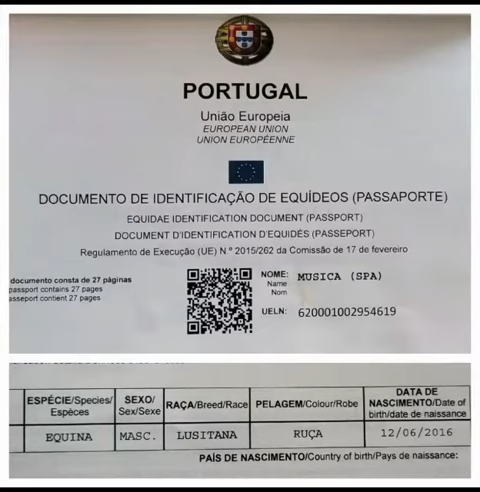 PORTUGAL
União Europeia
EUROPEAN UNION
UNION EUROPÉENNE
DOCUMENTO DE IDENTIFICAÇÃO DE EQUÍDEOS (PASSAPORTE)
EQUIDAE IDENTIFICATION DOCUMENT (PASSPORT)
DOCUMENT D'IDENTIFICATION D'EQUIDÉS (PASSEPORT)
Regulamento de Execução (UE) N.º 2015/262 da Comissão de 17 de fevereiro
documento consta de 27 páginas
passport contains 27 pages
asseport contient 27 pages
NOME: MUSICA (SPA)
Name
Nom
UELN: 620001002954619
ESPÉCIE/Species/
Espèces
SEXO/
Sex/Sexe
RAÇA/Breed/Race
PELAGEM/Colour/Robe
DATA DE
NASCIMENTO/Date of
birth/date de naissance
EQUINA MASC. LUSITANA RUÇA 12/06/2016
PAÍS DE NASCIMENTO/Country of birth/Pays de naissance: